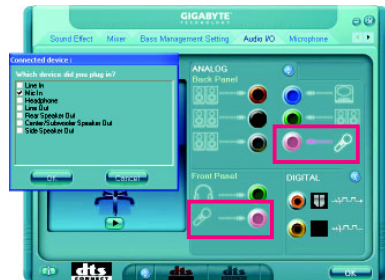 GIGABYTE
TECHNOLOGY
Sound Effect Mixer Bass Management Setting Audio I/O Microphone
Connected device :
Which device did you plug in?
Line In
Mic In
Headphone
Line Out
Rear Speaker Out
Center/Subwoofer Speaker Out
Side Speaker Out
OK Cancel
ANALOG
Back Panel
Front Panel
DIGITAL
dts
CONNECT
dts
dts
OK